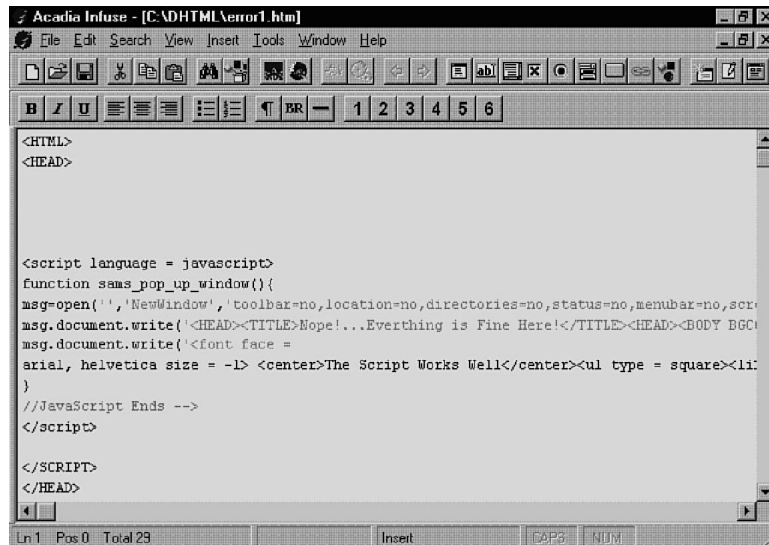 Acadia Infuse - [C:\DHTML\error1.htm]
File Edit Search View Insert Tools Window Help
B I U ¶ BR 1 2 3 4 5 6
<HTML>
<HEAD>
<script language = javascript>
function sams_pop_up_window(){
msg=open('','NewWindow','toolbar=no,location=no,directories=no,status=no,menubar=no,scr
msg.document.write('<HEAD><TITLE>Nope!...Everthing is Fine Here!</TITLE><HEAD><BODY BGC
msg.document.write('<font face =
arial, helvetica size = -1> <center>The Script Works Well</center><ul type = square><li
}
//JavaScript Ends -->
</script>
</SCRIPT>
</HEAD>
Ln 1 Pos 0 Total 29 Insert CAPS NUM